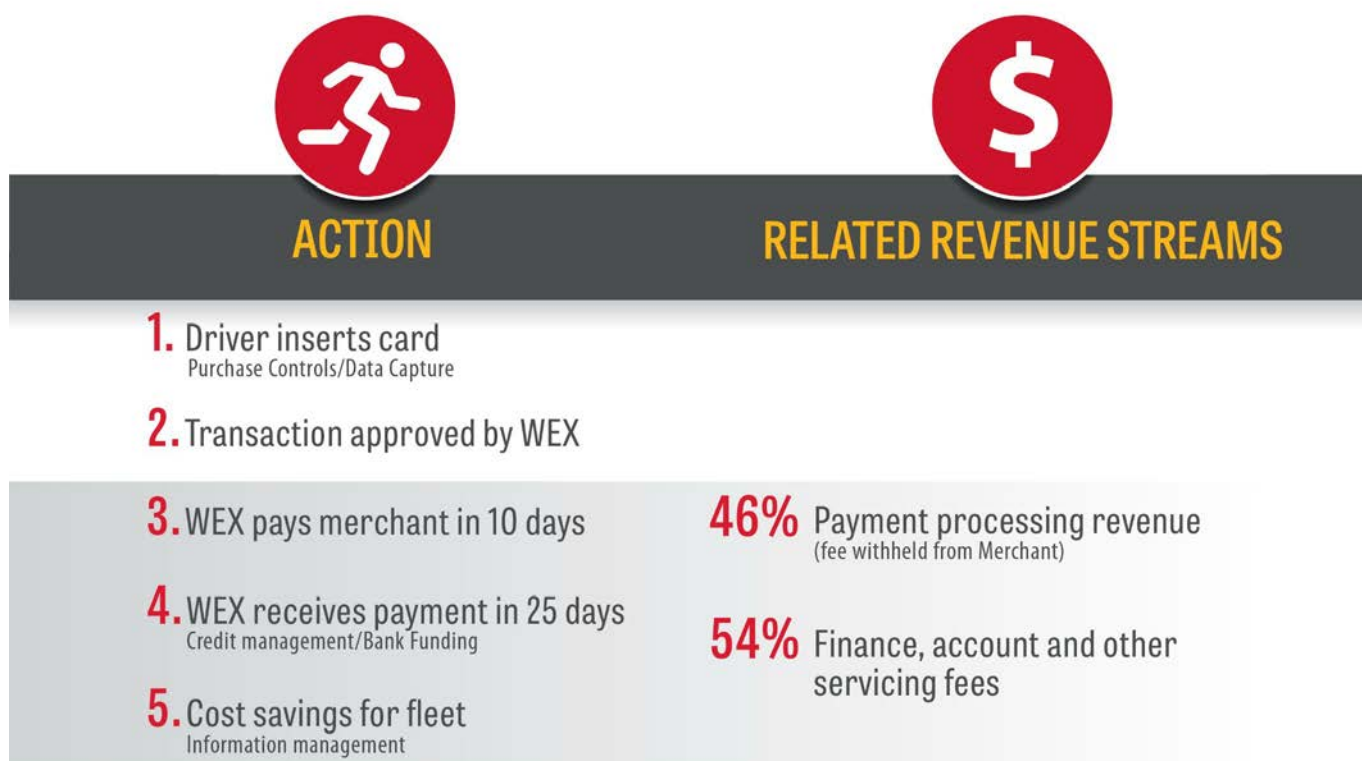 $
ACTION
RELATED REVENUE STREAMS
1. Driver inserts card
Purchase Controls/Data Capture
2. Transaction approved by WEX
3. WEX pays merchant in 10 days
46% Payment processing revenue
(fee withheld from Merchant)
4. WEX receives payment in 25 days
Credit management/Bank Funding
54% Finance, account and other
servicing fees
5. Cost savings for fleet
Information management